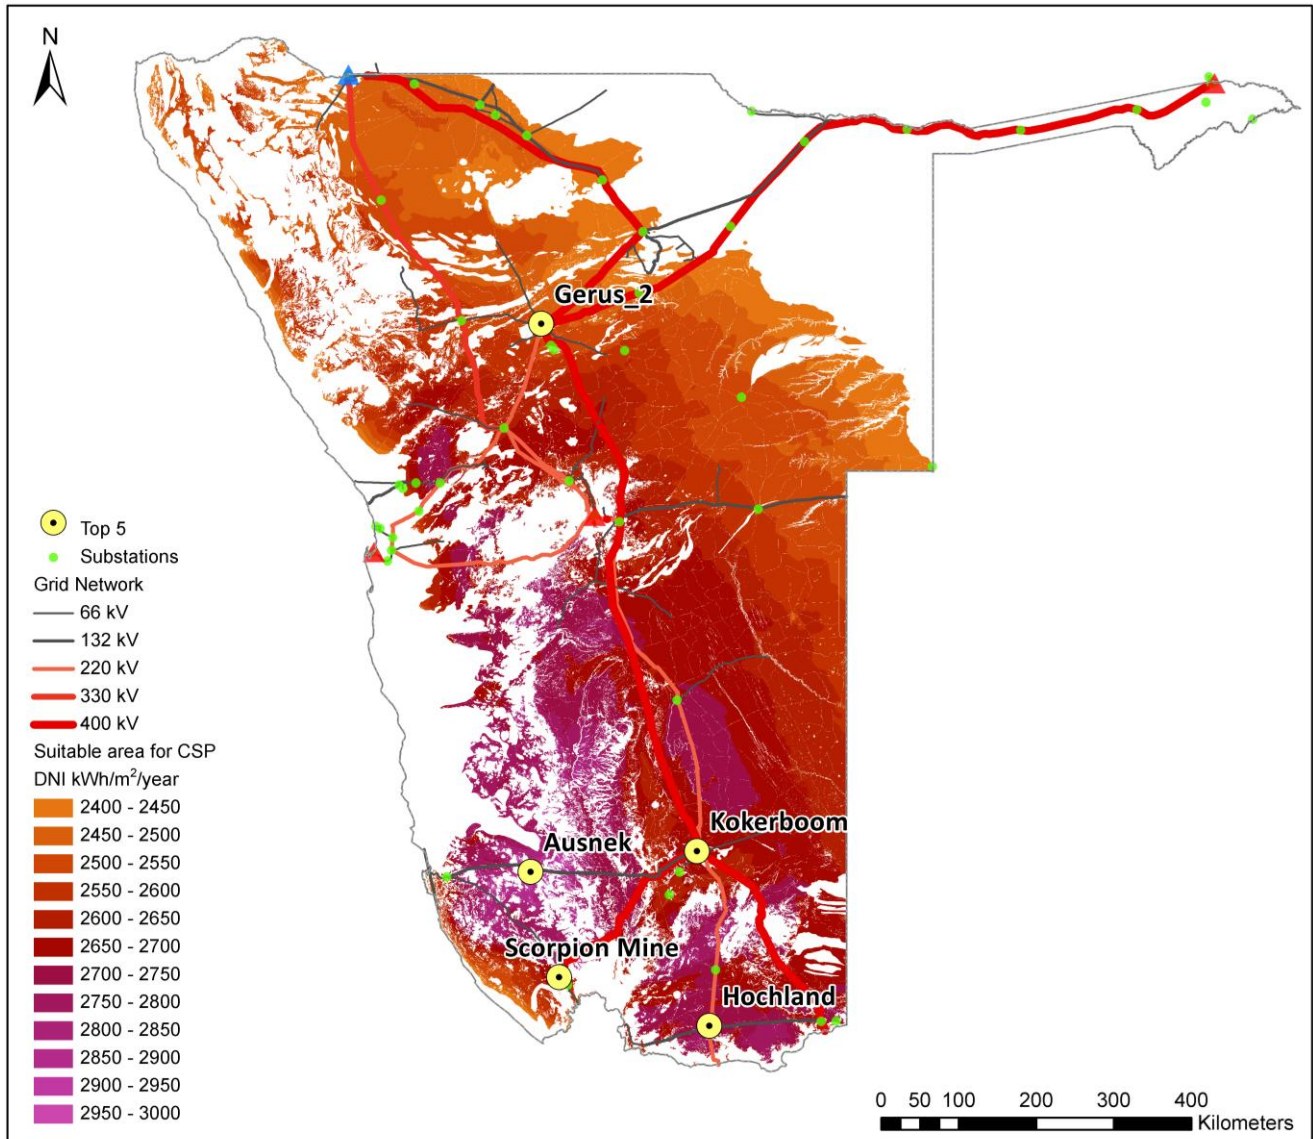 N
Gerus_2
Top 5
Substations
Grid Network
66 kV
132 kV
220 kV
330 kV
400 kV
Suitable area for CSP
DNI kWh/m²/year
2400 - 2450
2450 - 2500
2500 - 2550
2550 - 2600
2600 - 2650
2650 - 2700
2700 - 2750
2750 - 2800
2800 - 2850
2850 - 2900
2900 - 2950
2950 - 3000
Kokerboom
Ausnek
Scorpion Mine
Hochland
0 50 100 200 300 400
Kilometers